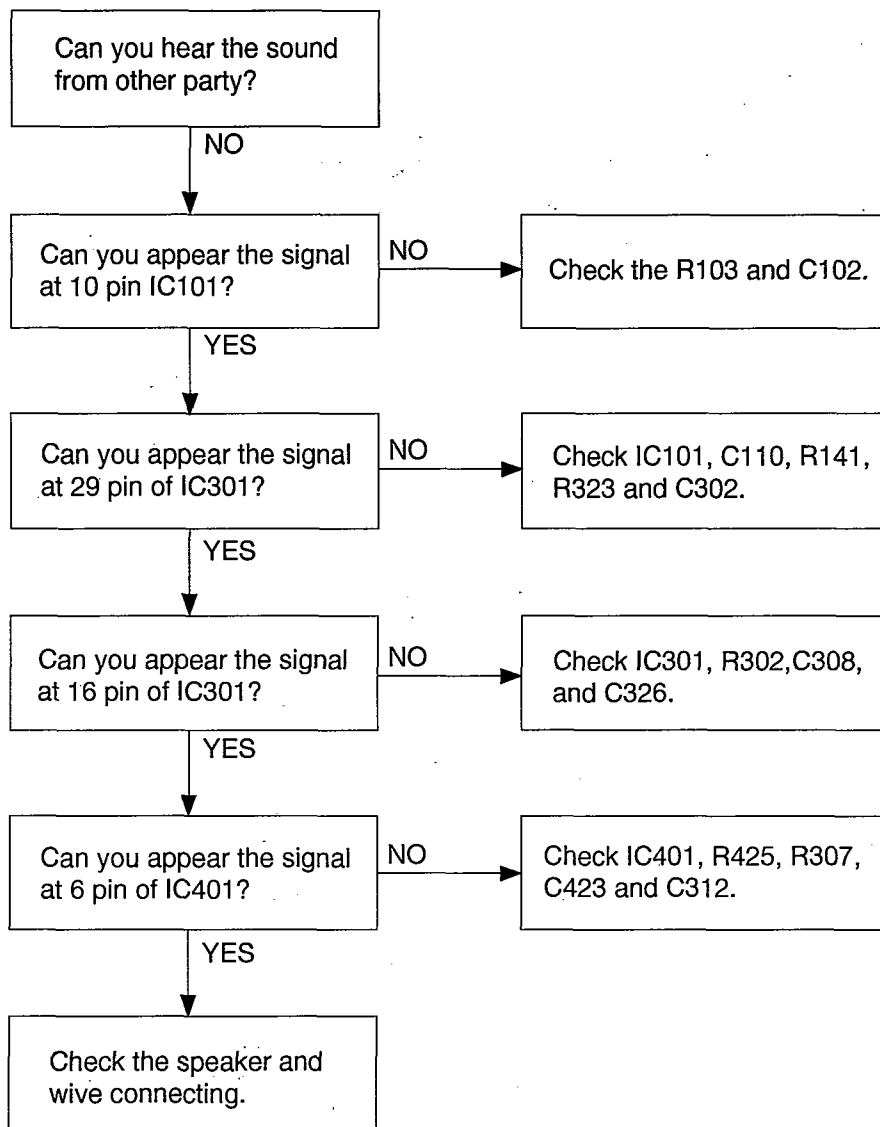 Can you hear the sound
from other party?
NO
Can you appear the signal
at 10 pin IC101?
NO
Check the R103 and C102.
YES
Can you appear the signal
at 29 pin of IC301?
NO
Check IC101, C110, R141,
R323 and C302.
YES
Can you appear the signal
at 16 pin of IC301?
NO
Check IC301, R302,C308,
and C326.
YES
Can you appear the signal
at 6 pin of IC401?
NO
Check IC401, R425, R307,
C423 and C312.
YES
Check the speaker and
wive connecting.